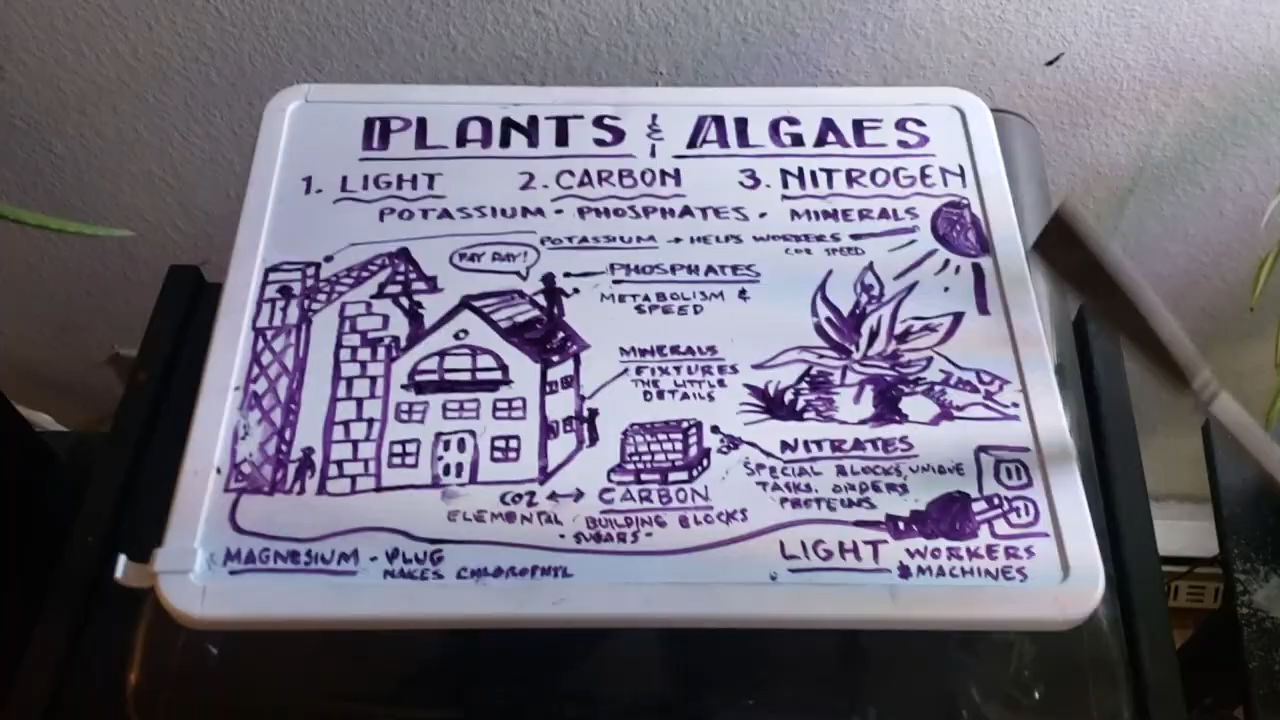 PLANTS & ALGAES
1. LIGHT 2. CARBON 3. NITROGEN
POTASSIUM - PHOSPHATES - MINERALS
POTASSIUM → HELPS WORKERS
CO2 SPEED
PAY DAY!
PHOSPHATES
METABOLISM &
SPEED
MINERALS
FIXTURES
THE LITTLE
DETAILS
NITRATES
SPECIAL BLOCKS, UNIQUE
TASKS, ORDERS
PROTEINS
CO2 ↔ CARBON
ELEMENTAL BUILDING BLOCKS
- SUGARS -
MAGNESIUM - PLUG
MAKES CHLOROPHYL
LIGHT WORKERS
& MACHINES